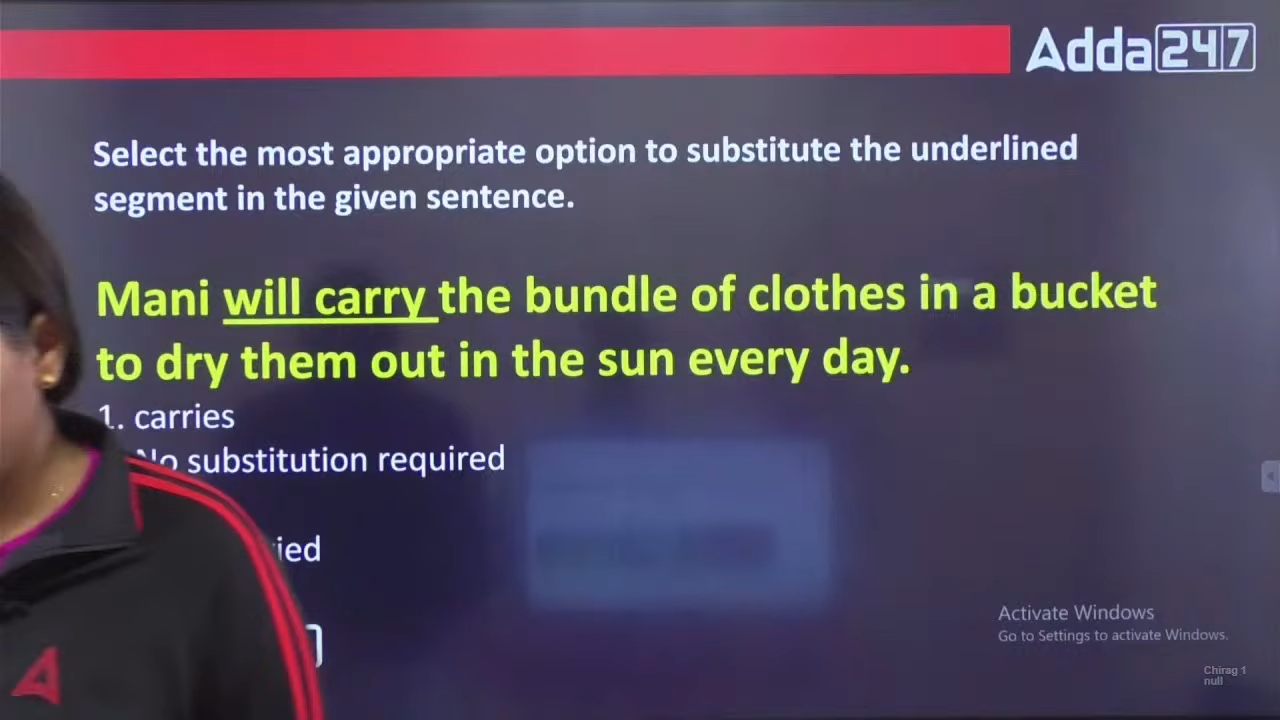 Adda247
Select the most appropriate option to substitute the underlined
segment in the given sentence.
Mani will carry the bundle of clothes in a bucket
to dry them out in the sun every day.
1. carries
No substitution required
ied
Activate Windows
Go to Settings to activate Windows.
Chirag 1
null